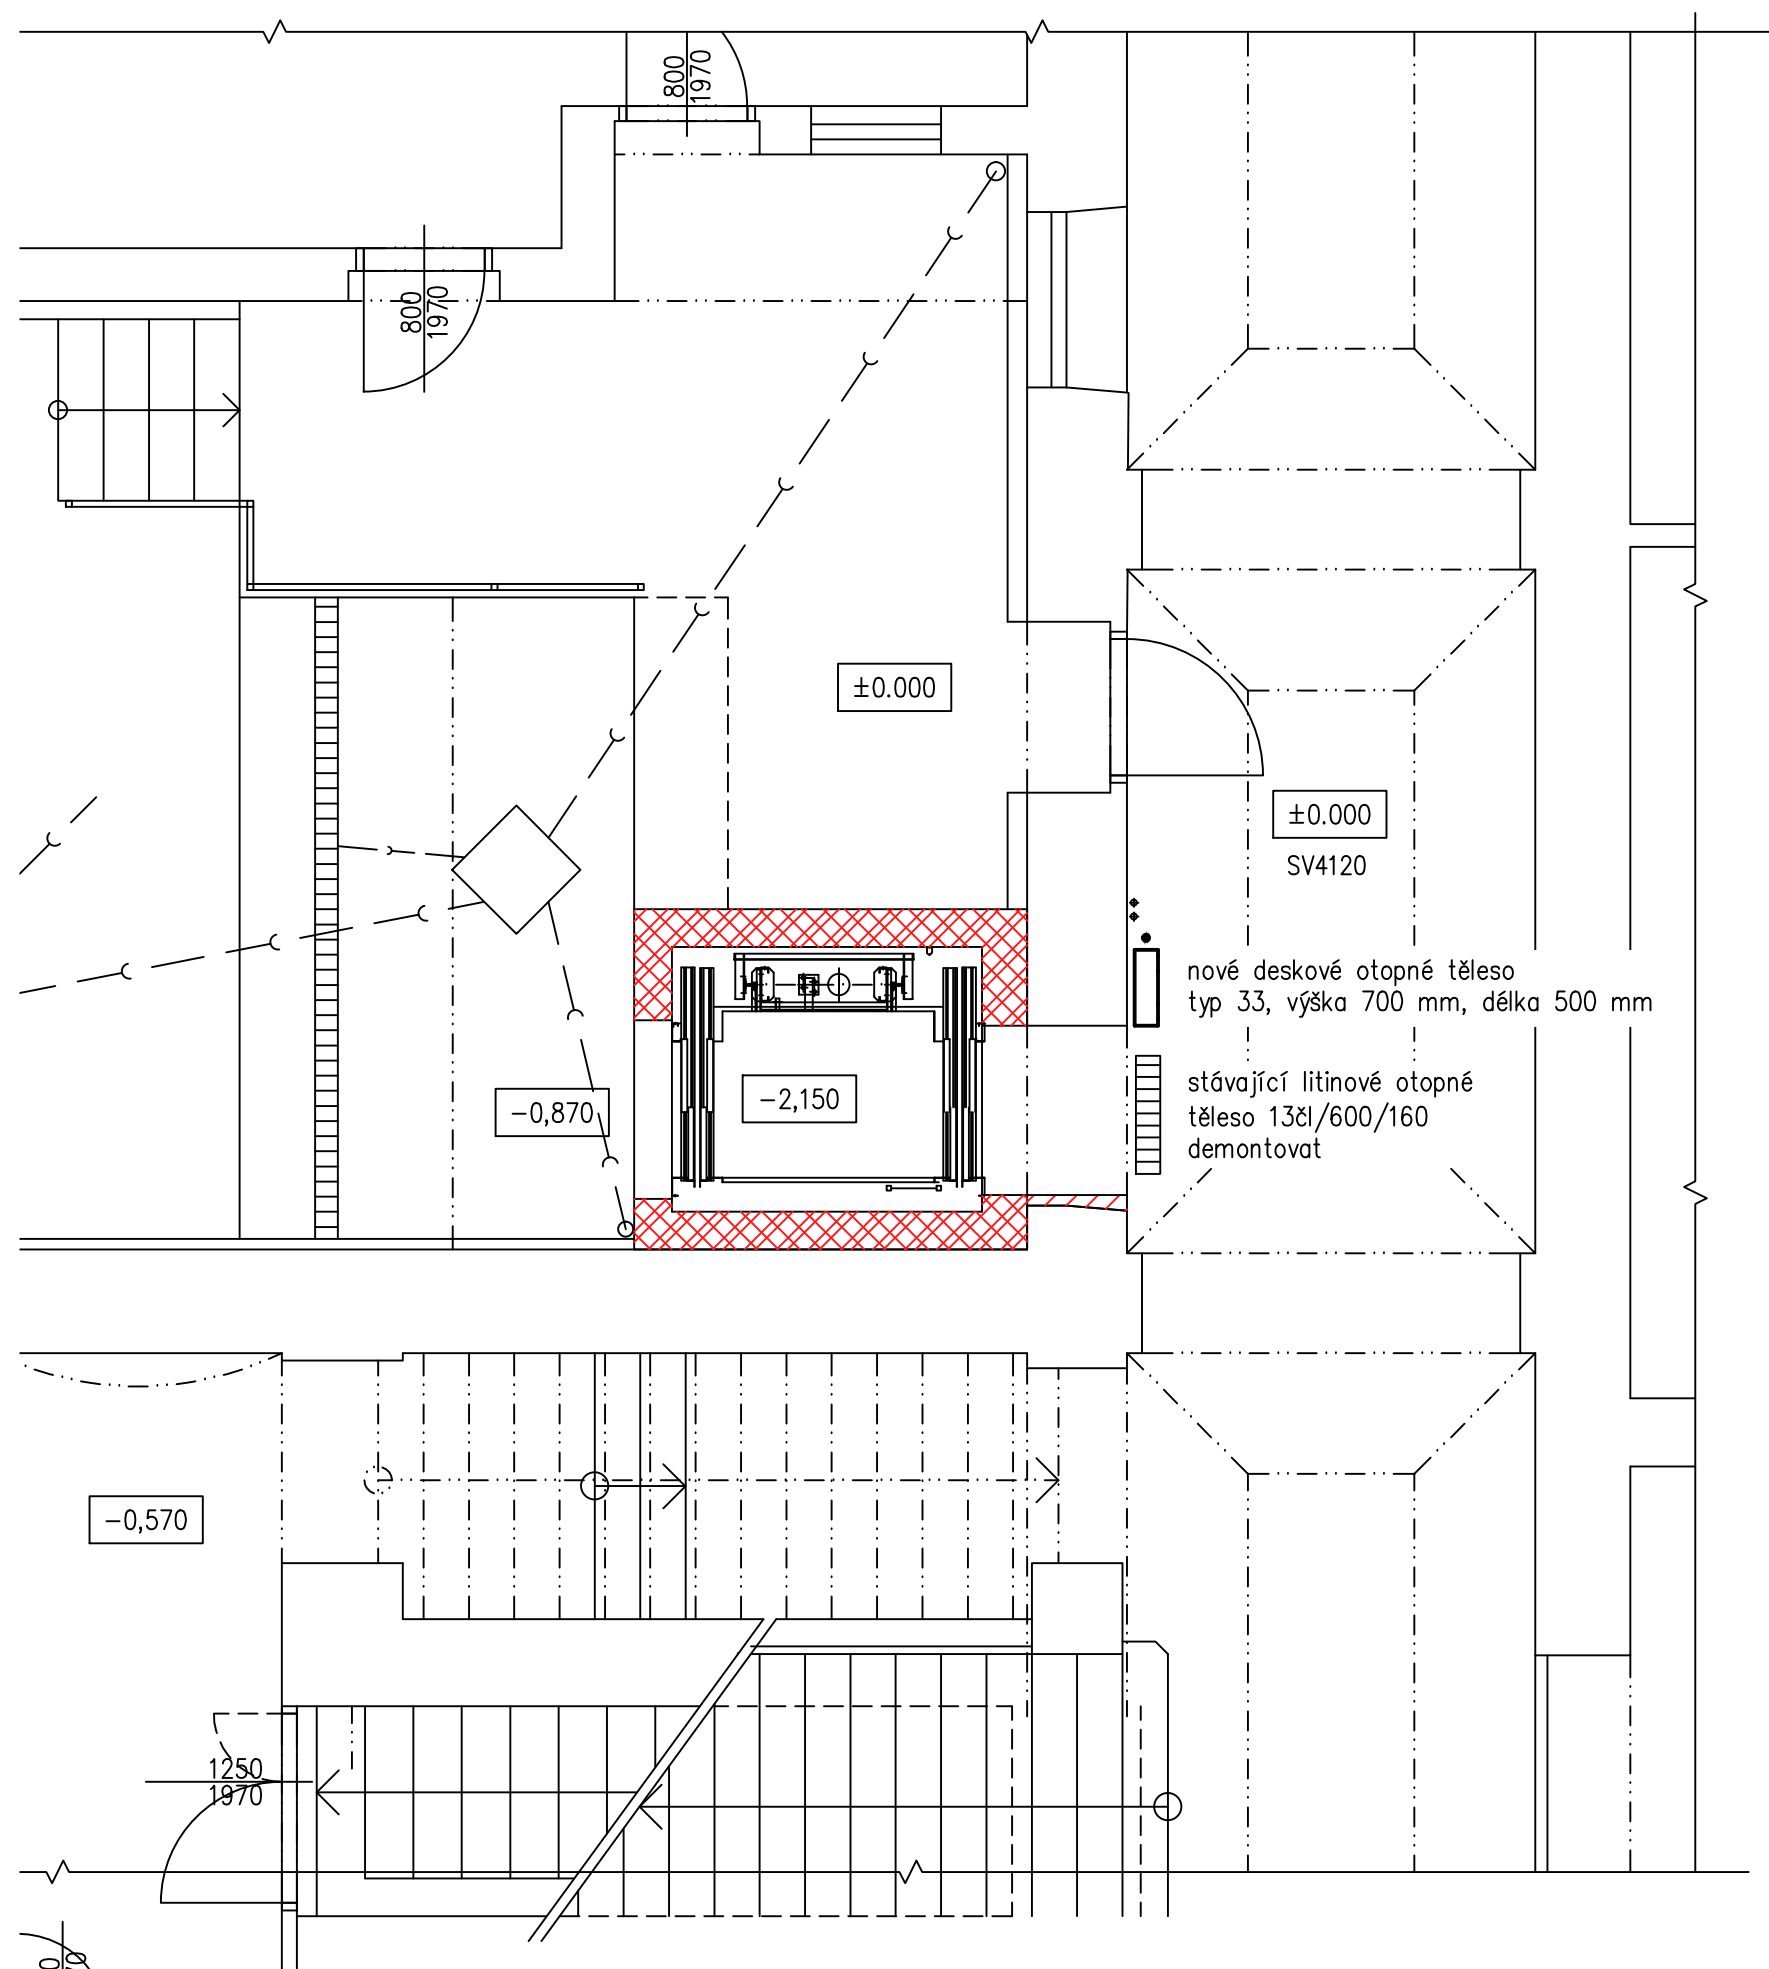 800
1970
800
1970
±0.000
±0.000
SV4120
nové deskové otopné těleso
typ 33, výška 700 mm, délka 500 mm
-0,870
-2,150
stávající litinové otopné
těleso 13čl/600/160
demontovat
-0,570
1250
1970